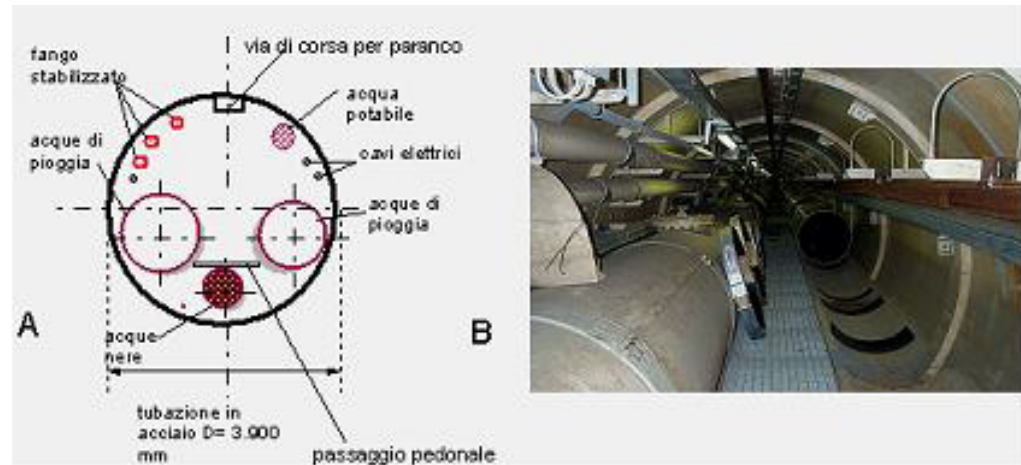 via di corsa per paranco
fango
stabilizzato
acqua
potabile
acque di
pioggia
cavi elettrici
acque di
pioggia
A
B
acque
nere
tubazione in
acciaio D= 3.900
mm
passaggio pedonale